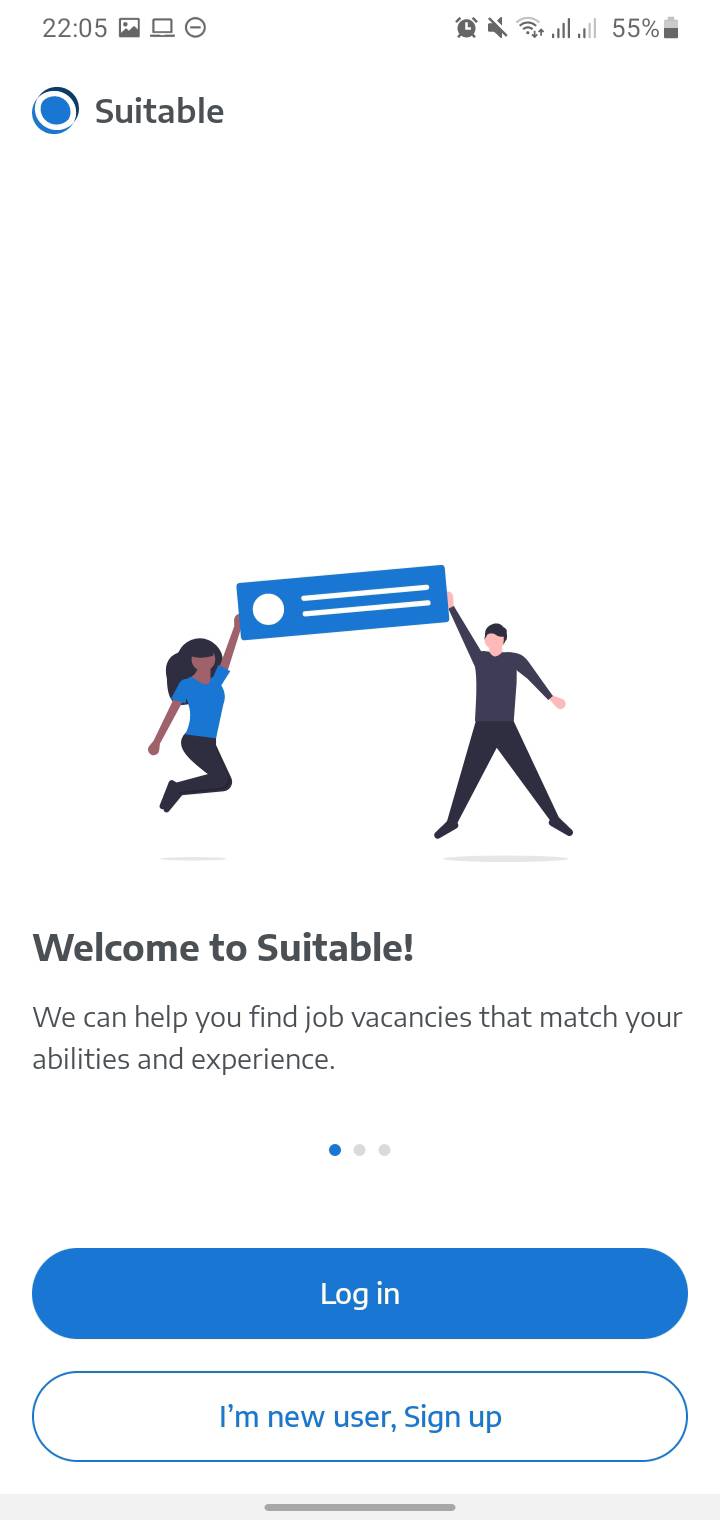 22:05
55%
Suitable
Welcome to Suitable!
We can help you find job vacancies that match your
abilities and experience.
Log in
I’m new user, Sign up